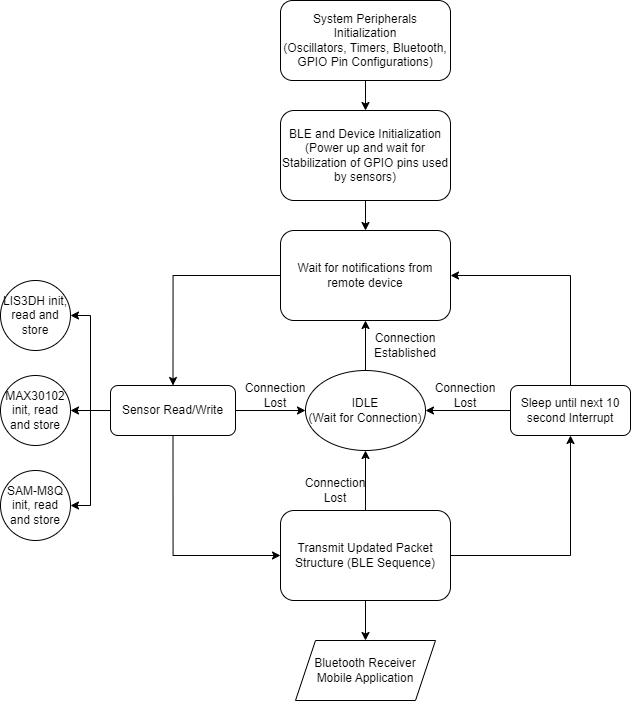 System Peripherals
Initialization
(Oscillators, Timers, Bluetooth,
GPIO Pin Configurations)
BLE and Device Initialization
(Power up and wait for
Stabilization of GPIO pins used
by sensors)
Wait for notifications from
remote device
LIS3DH init,
read and
store
Connection
Established
MAX30102
init, read
and store
Sensor Read/Write
Connection
Lost
IDLE
(Wait for Connection)
Connection
Lost
Sleep until next 10
second Interrupt
SAM-M8Q
init, read
and store
Connection
Lost
Transmit Updated Packet
Structure (BLE Sequence)
Bluetooth Receiver
Mobile Application